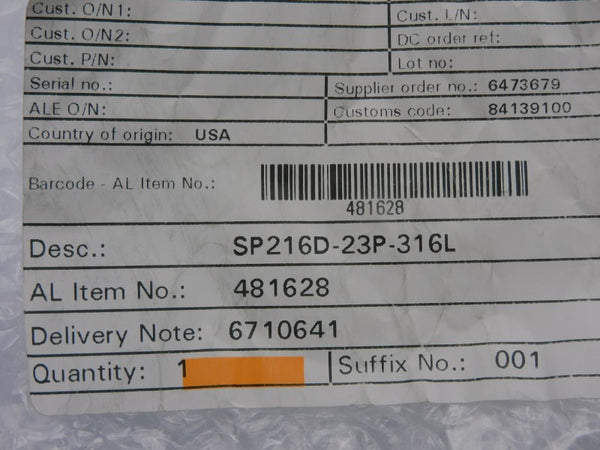 Cust. O/N1:
Cust. L/N:
Cust. O/N2:
DC order ref:
Cust. P/N:
Lot no:
Serial no.:
Supplier order no.: 6473679
ALE O/N:
Customs code: 84139100
Country of origin: USA
Barcode - AL Item No.:
481628
Desc.: SP216D-23P-316L
AL Item No.: 481628
Delivery Note: 6710641
Quantity: 1
Suffix No.: 001